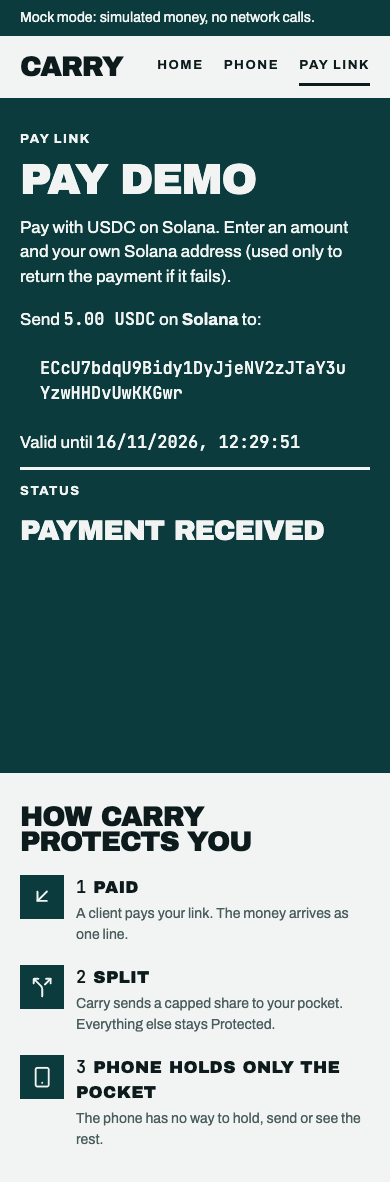 Mock mode: simulated money, no network calls.
CARRY
HOME PHONE PAY LINK
PAY LINK
PAY DEMO
Pay with USDC on Solana. Enter an amount
and your own Solana address (used only to
return the payment if it fails).
Send 5.00 USDC on Solana to:
ECcU7bdqU9Bidy1DyJjeNV2zJTaY3u
YzwHHDvUwKKGwr
Valid until 16/11/2026, 12:29:51
STATUS
PAYMENT RECEIVED
HOW CARRY
PROTECTS YOU
1 PAID
A client pays your link. The money arrives as
one line.
2 SPLIT
Carry sends a capped share to your pocket.
Everything else stays Protected.
3 PHONE HOLDS ONLY THE
POCKET
The phone has no way to hold, send or see the
rest.